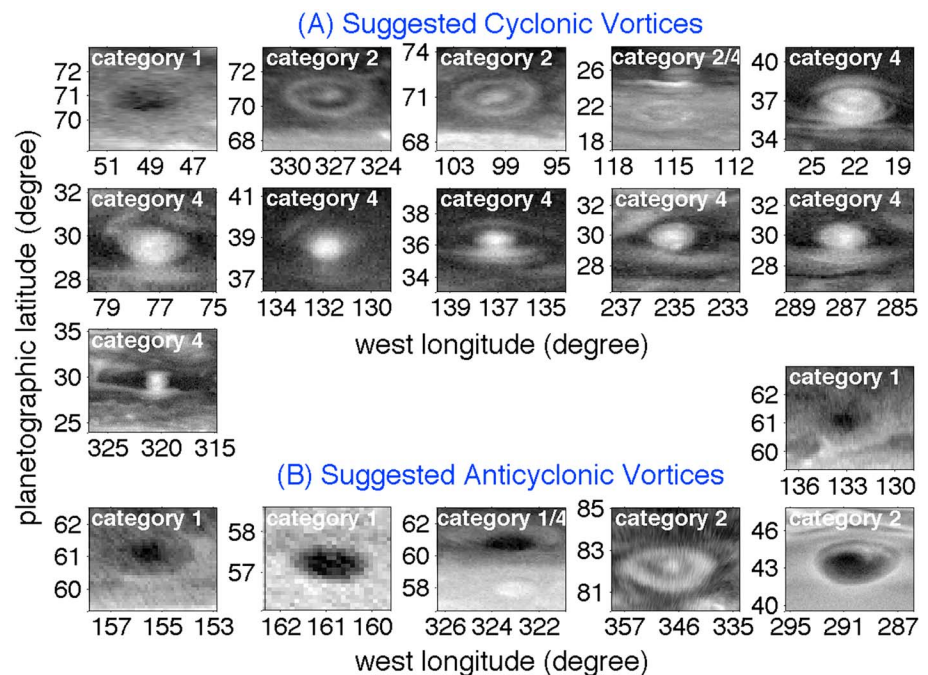 (A) Suggested Cyclonic Vortices
planetographic latitude (degree)
category 1
72
71
70
51 49 47
category 2
72
70
68
330 327 324
category 2
74
71
68
103 99 95
category 2/4
26
22
18
118 115 112
category 4
40
37
34
25 22 19
category 4
32
30
28
79 77 75
category 4
41
39
37
134 132 130
category 4
38
36
34
139 137 135
category 4
32
30
28
237 235 233
category 4
32
30
28
289 287 285
west longitude (degree)
category 4
35
30
25
325 320 315
category 1
62
61
60
136 133 130
(B) Suggested Anticyclonic Vortices
category 1
62
61
60
157 155 153
category 1
58
57
162 161 160
category 1/4
62
60
58
326 324 322
category 2
85
83
81
357 346 335
category 2
46
43
40
295 291 287
west longitude (degree)